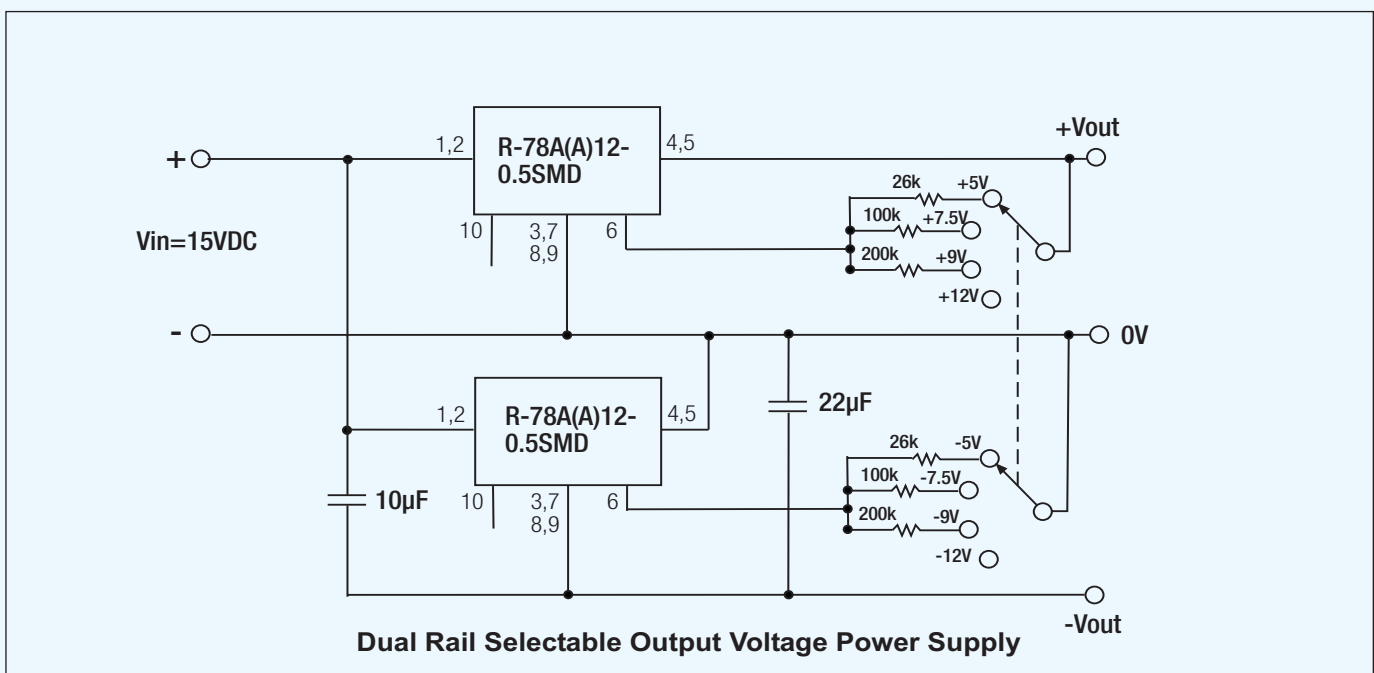 +Vout
1,2
R-78A(A)12-
0.5SMD
4,5
+
26k
+5V
100k
+7.5V
200k
+9V
+12V
10
3,7
8,9
6
Vin=15VDC
-
0V
1,2
R-78A(A)12-
0.5SMD
4,5
22µF
26k
-5V
100k
-7.5V
200k
-9V
-12V
10µF
10
3,7
8,9
6
-Vout
Dual Rail Selectable Output Voltage Power Supply